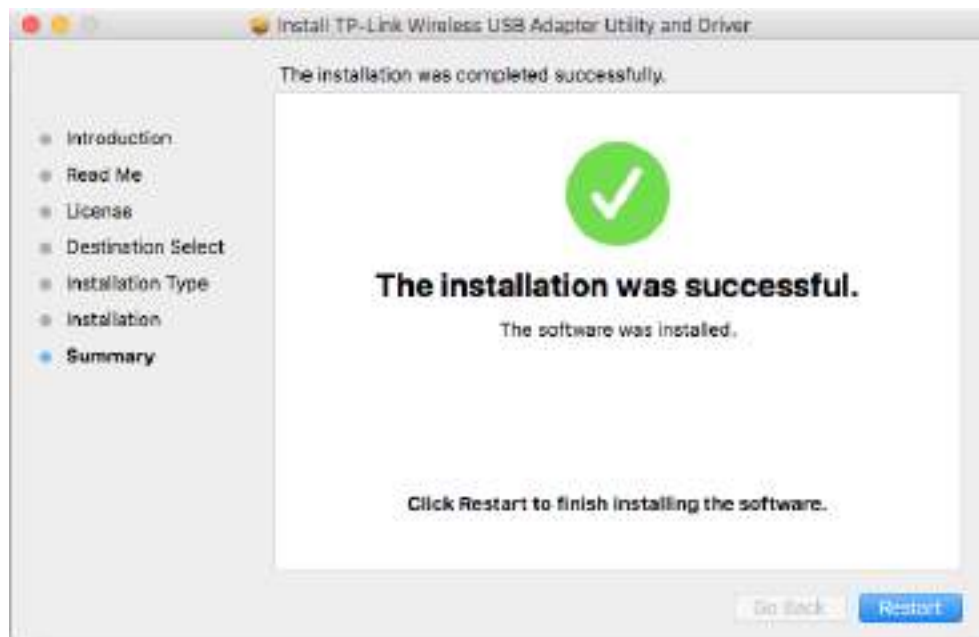 Install TP-Link Wireless USB Adapter Utility and Driver
The installation was completed successfully.
Introduction
Read Me
License
Destination Select
Installation Type
Installation
Summary
The installation was successful.
The software was installed.
Click Restart to finish installing the software.
Go Back
Restart